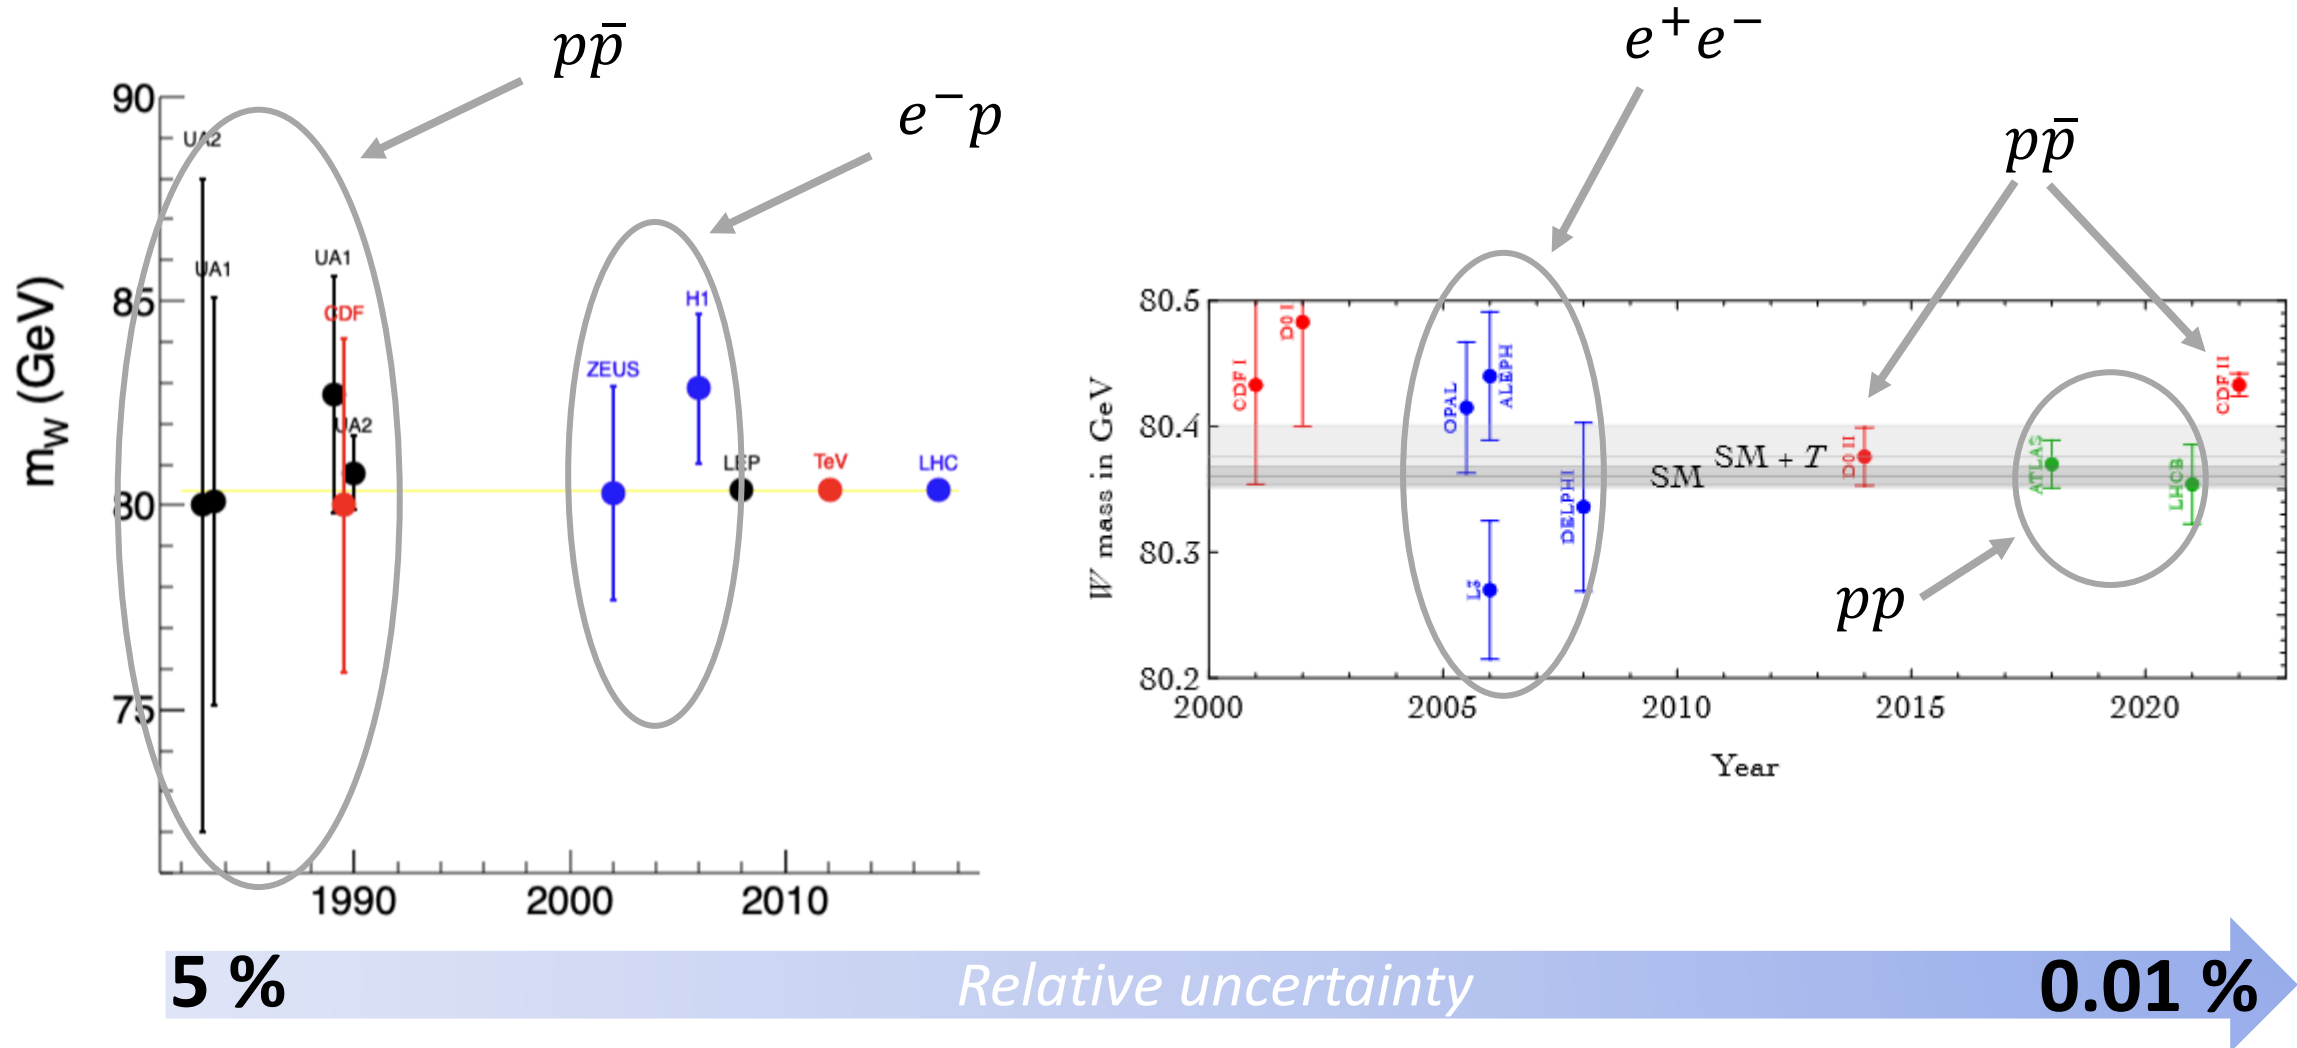 p p̄
e⁻p
m_W (GeV)
90
85
80
75
UA2
UA1
UA1
CDF
UA2
ZEUS
H1
LEP
TeV
LHC
1990
2000
2010
e⁺e⁻
p p̄
pp
W mass in GeV
80.5
80.4
80.3
80.2
CDF I
D0 I
OPAL
ALEPH
L3
DELPHI
SM
SM + T
D0 II
ATLAS
LHCB
CDF II
2000
2005
2010
2015
2020
Year
5 %
Relative uncertainty
0.01 %